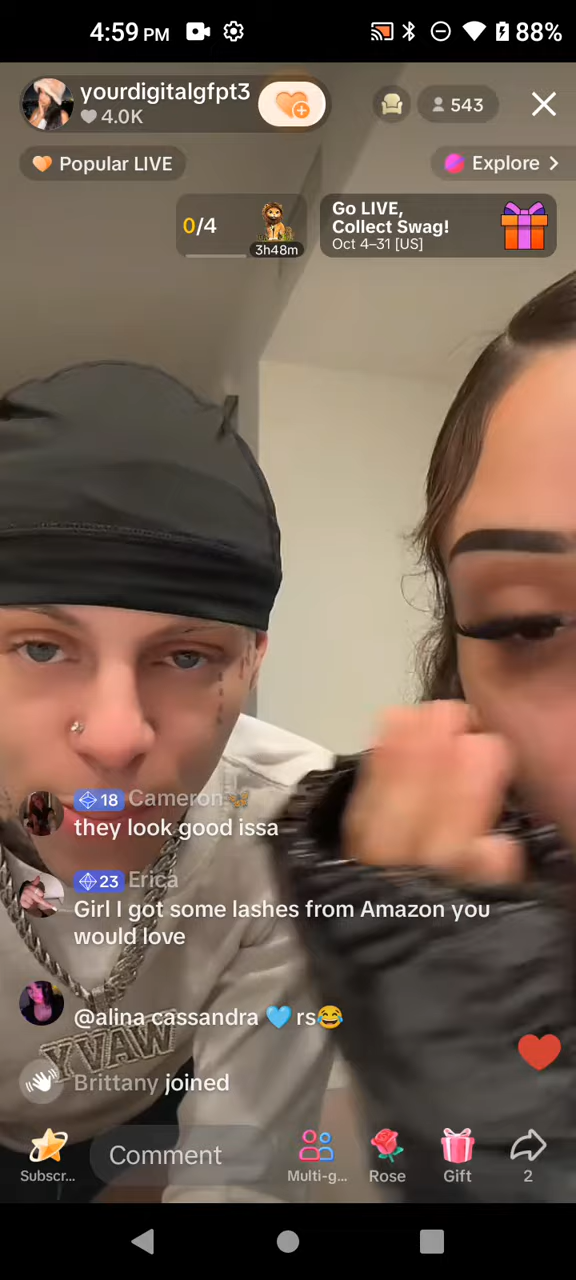 4:59 PM
88%
yourdigitalgfpt3
4.0K
543
Popular LIVE
Explore
0/4
3h48m
Go LIVE,
Collect Swag!
Oct 4–31 [US]
18 Cameron
they look good issa
23 Erica
Girl I got some lashes from Amazon you
would love
@alina cassandra 🩵 rs😂
YVAW
Brittany joined
Subscr...
Comment
Multi-g...
Rose
Gift
2